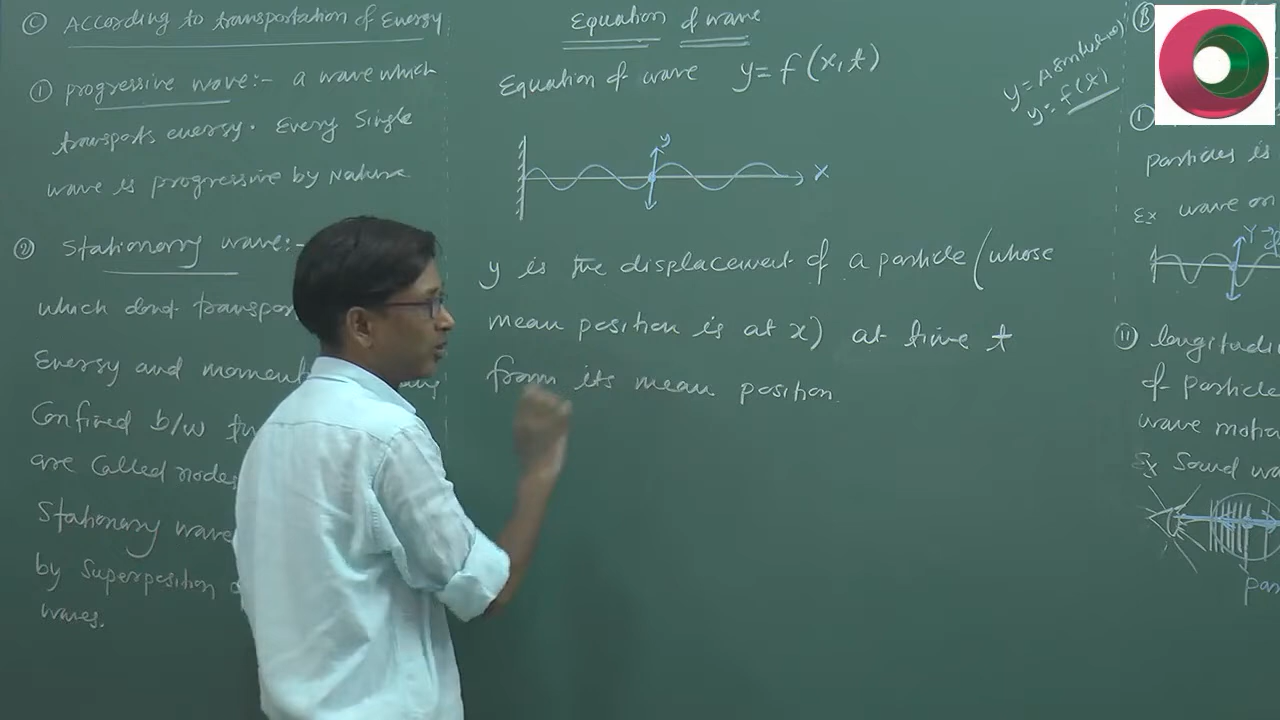 © According to transportation of Energy
① progressive wave:- a wave which
transports energy. Every Single
wave is progressive by Nature
② Stationary wave:-
which donot transpor
Energy and moment
Confined b/w
are called nodes
Stationary wave
by Superposition
waves.
Equation of wave
Equation of wave y = f(x,t)
y
x
y is the displacement of a particle (whose
mean position is at x) at time t
from its mean position.
y = A sin(
y = f(t)
B
particles is
Ex wave on
Y
ii longitudi
of particle
wave motio
Ex Sound wa
par